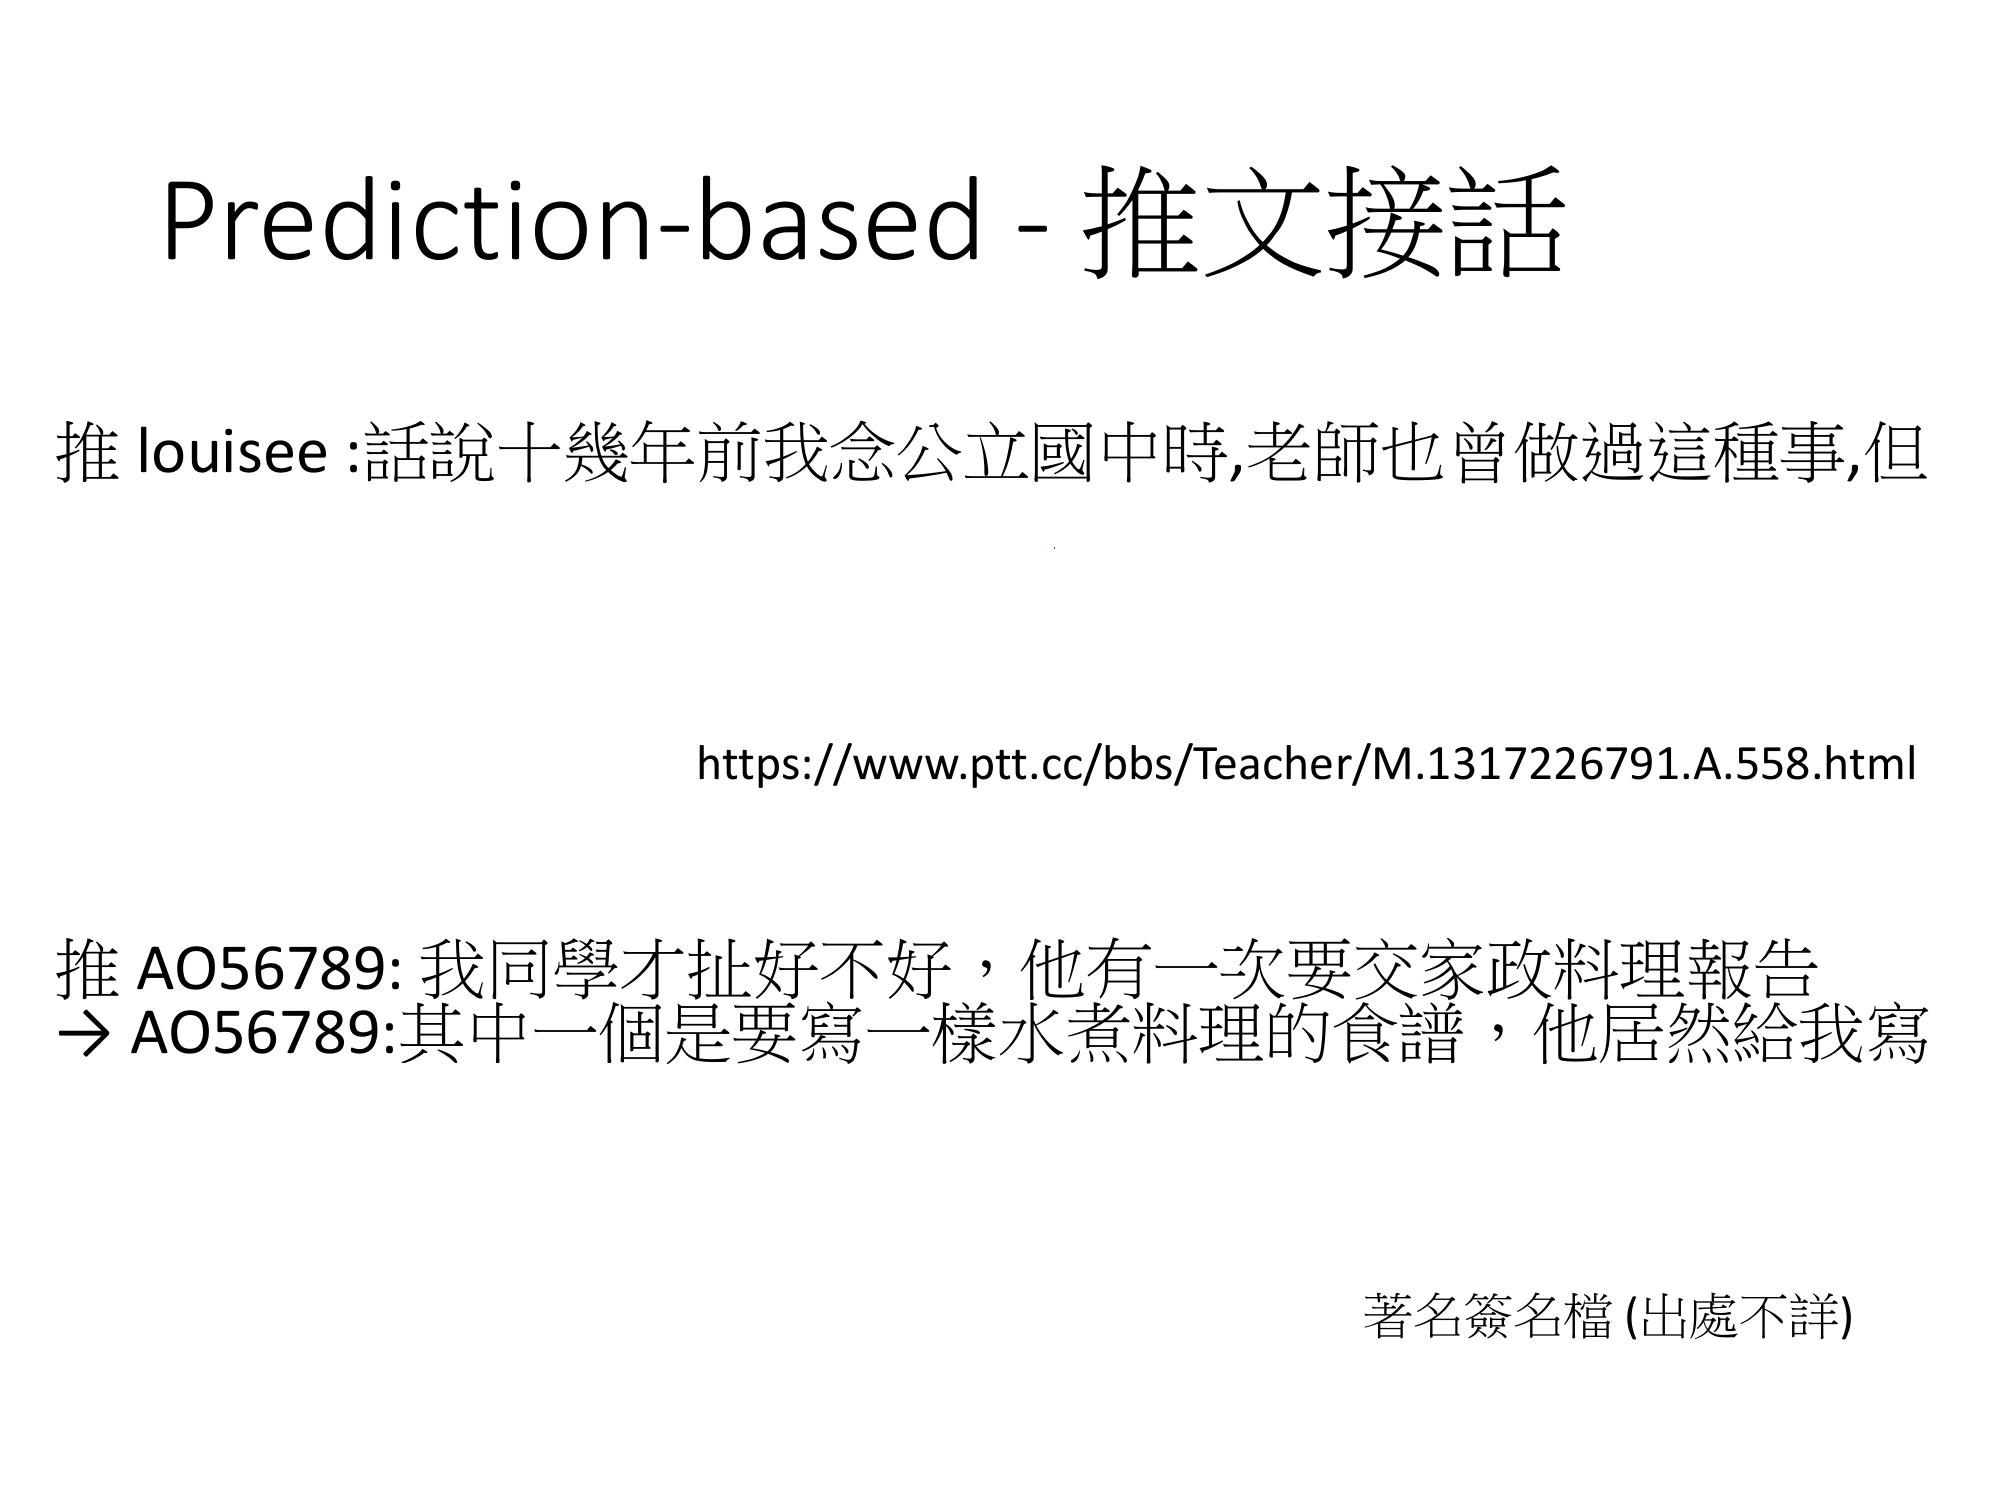 Prediction-based - 推文接話
推 louisee :話說十幾年前我念公立國中時,老師也曾做過這種事,但
https://www.ptt.cc/bbs/Teacher/M.1317226791.A.558.html
推 AO56789: 我同學才扯好不好，他有一次要交家政料理報告
→ AO56789:其中一個是要寫一樣水煮料理的食譜，他居然給我寫
著名簽名檔 (出處不詳)